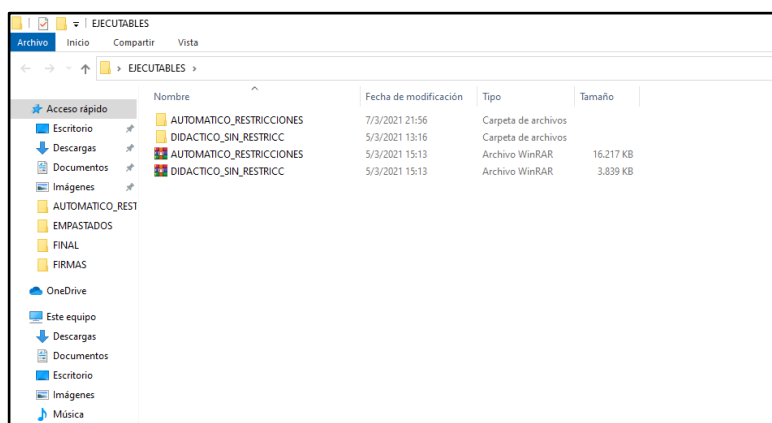 EJECUTABLES
Archivo Inicio Compartir Vista
EJECUTABLES
Nombre Fecha de modificación Tipo Tamaño
Acceso rápido
Escritorio
Descargas
Documentos
Imágenes
AUTOMATICO_REST
EMPASTADOS
FINAL
FIRMAS
OneDrive
Este equipo
Descargas
Documentos
Escritorio
Imágenes
Música
AUTOMATICO_RESTRICCIONES 7/3/2021 21:56 Carpeta de archivos
DIDACTICO_SIN_RESTRICC 5/3/2021 13:16 Carpeta de archivos
AUTOMATICO_RESTRICCIONES 5/3/2021 15:13 Archivo WinRAR 16.217 KB
DIDACTICO_SIN_RESTRICC 5/3/2021 15:13 Archivo WinRAR 3.839 KB